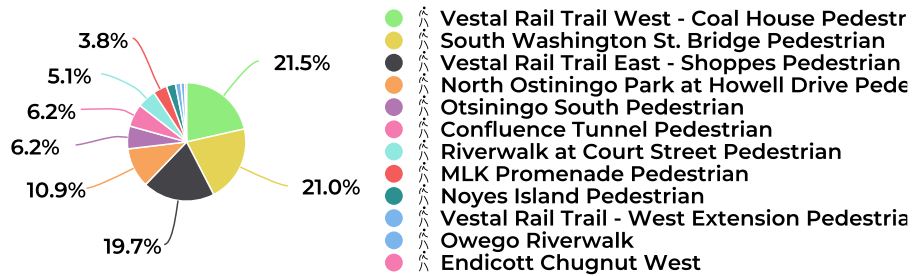 3.8%
5.1%
6.2%
6.2%
10.9%
19.7%
21.5%
21.0%
Vestal Rail Trail West - Coal House Pedestr
South Washington St. Bridge Pedestrian
Vestal Rail Trail East - Shoppes Pedestrian
North Ostiningo Park at Howell Drive Pede
Otsiningo South Pedestrian
Confluence Tunnel Pedestrian
Riverwalk at Court Street Pedestrian
MLK Promenade Pedestrian
Noyes Island Pedestrian
Vestal Rail Trail - West Extension Pedestria
Owego Riverwalk
Endicott Chugnut West